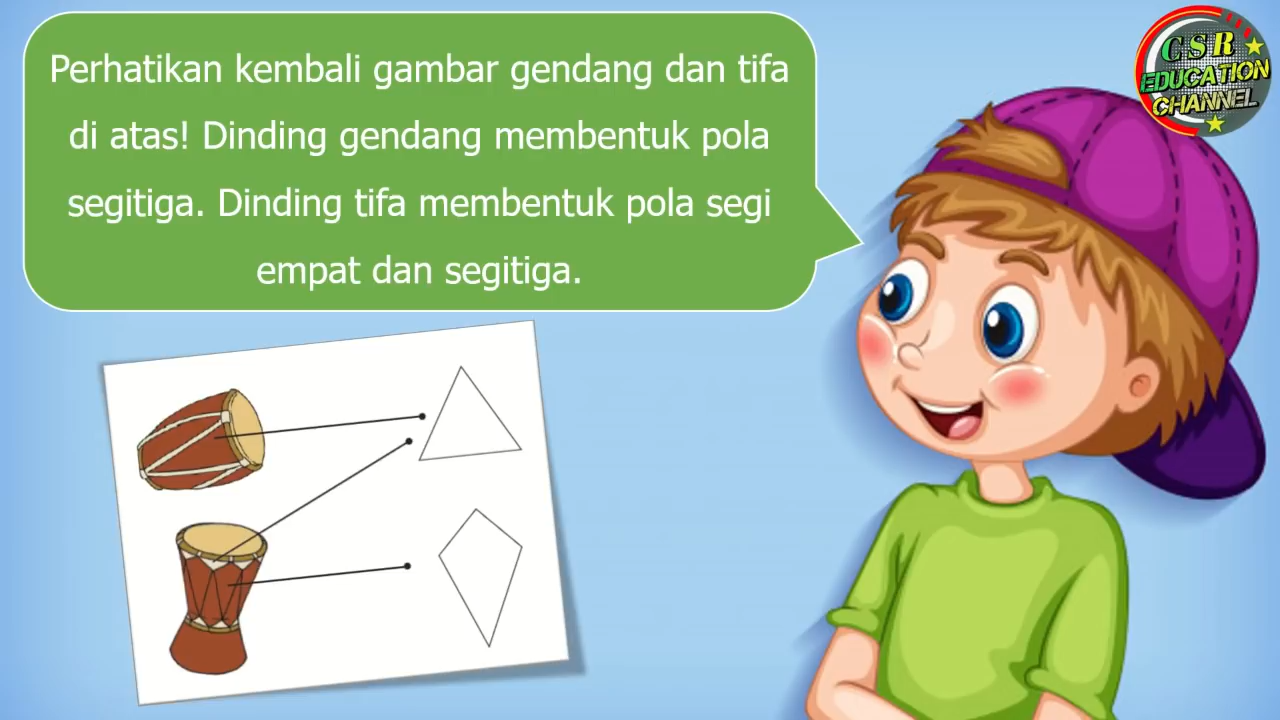 Perhatikan kembali gambar gendang dan tifa
di atas! Dinding gendang membentuk pola
segitiga. Dinding tifa membentuk pola segi
empat dan segitiga.
CSR
EDUCATION
CHANNEL